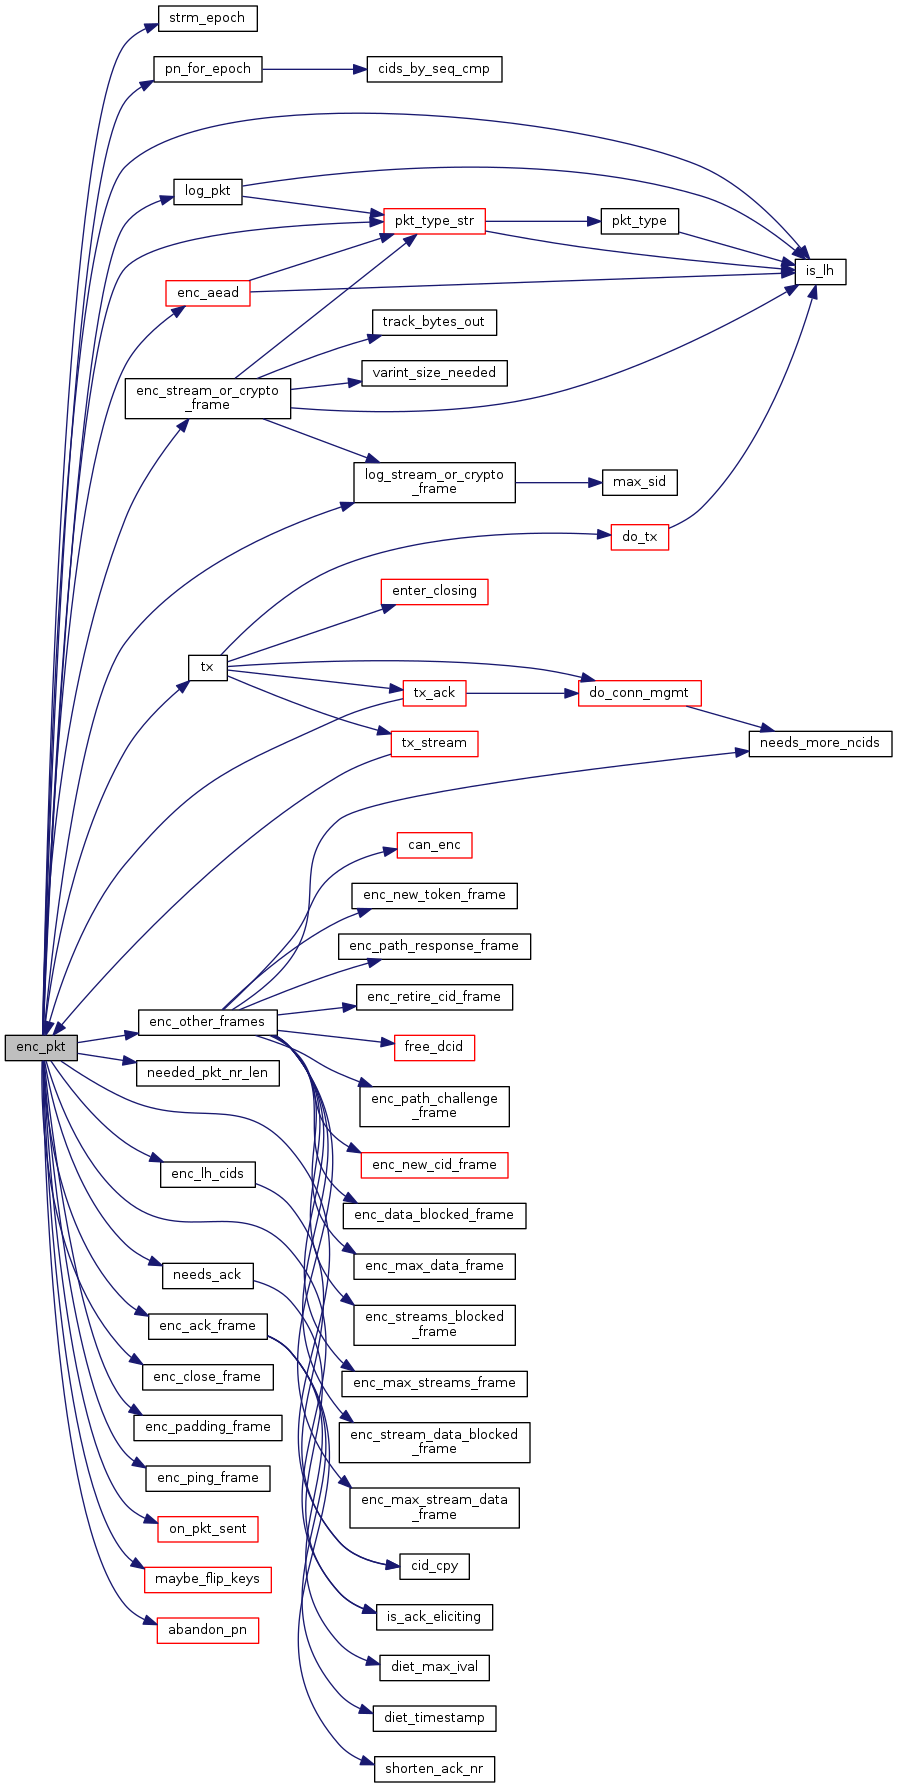 strm_epoch
pn_for_epoch
cids_by_seq_cmp
log_pkt
pkt_type_str
pkt_type
is_lh
enc_aead
track_bytes_out
varint_size_needed
enc_stream_or_crypto
_frame
log_stream_or_crypto
_frame
max_sid
do_tx
enter_closing
tx
tx_ack
do_conn_mgmt
tx_stream
needs_more_ncids
can_enc
enc_new_token_frame
enc_path_response_frame
enc_retire_cid_frame
enc_other_frames
enc_pkt
free_dcid
needed_pkt_nr_len
enc_path_challenge
_frame
enc_new_cid_frame
enc_lh_cids
enc_data_blocked_frame
enc_max_data_frame
needs_ack
enc_streams_blocked
_frame
enc_ack_frame
enc_close_frame
enc_max_streams_frame
enc_padding_frame
enc_stream_data_blocked
_frame
enc_ping_frame
enc_max_stream_data
_frame
on_pkt_sent
cid_cpy
maybe_flip_keys
is_ack_eliciting
abandon_pn
diet_max_ival
diet_timestamp
shorten_ack_nr